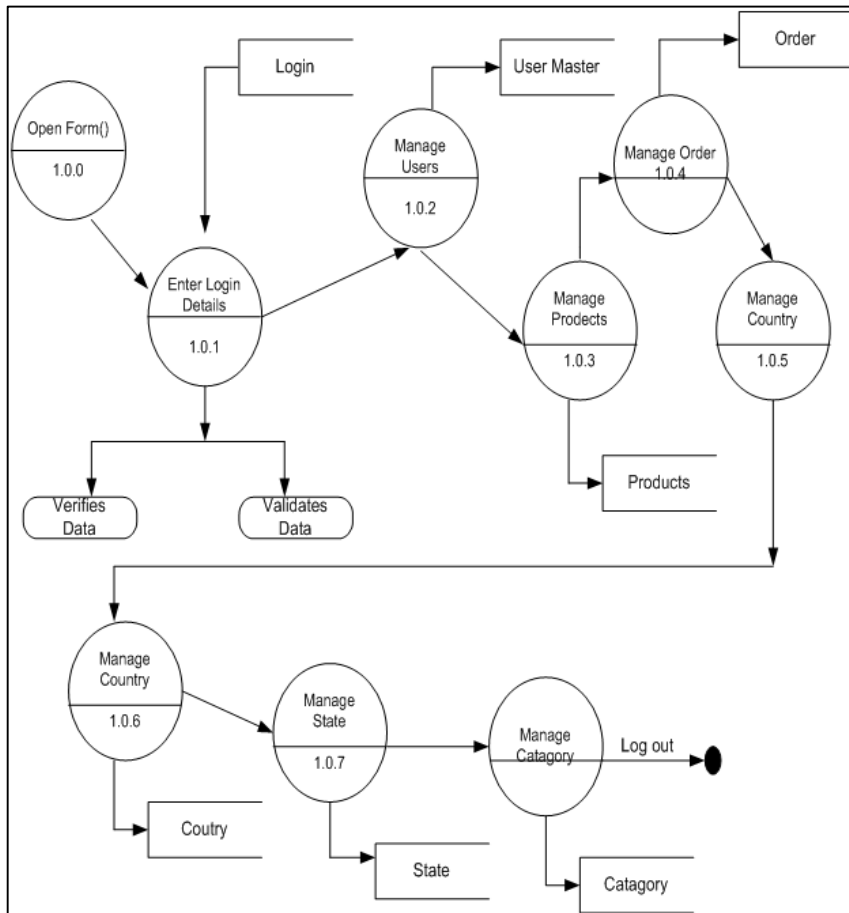 Login
User Master
Order
Open Form()
1.0.0
Manage
Users
1.0.2
Manage Order
1.0.4
Enter Login
Details
1.0.1
Manage
Prodects
1.0.3
Manage
Country
1.0.5
Verifies
Data
Validates
Data
Products
Manage
Country
1.0.6
Manage
State
1.0.7
Manage
Catagory
Log out
Coutry
State
Catagory